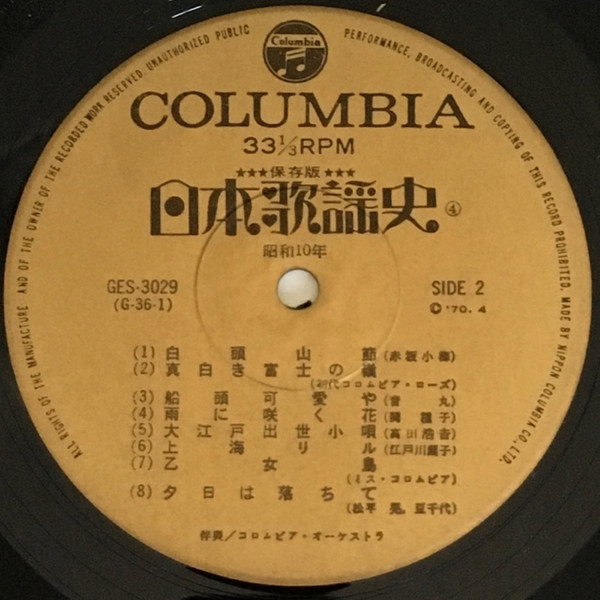 Columbia
ALL RIGHTS OF THE MANUFACTURE AND OF THE OWNER OF THE RECORDED WORK RESERVED. UNAUTHORIZED PUBLIC PERFORMANCE, BROADCASTING AND COPYING OF THIS RECORD PROHIBITED. MADE BY NIPPON COLUMBIA CO., LTD.
COLUMBIA
33 1/3 RPM
★★★保存版★★★
日本歌謡史④
昭和10年
GES-3029 SIDE 2
(G-36-1) © '70. 4
(1) 白頭山節 (赤坂小梅)
(2) 真白き富士の嶺
(初代コロムビア・ローズ)
(3) 船頭可愛や (音丸)
(4) 雨に咲く花 (関種子)
(5) 大江戸出世小唄 (高田浩吉)
(6) 上海リル (江戸川蘭子)
(7) 乙女鳥
(ミス・コロムビア)
(8) 夕日は落ちて
(松平晃。豆千代)
伴奏/コロムビア・オーケストラ